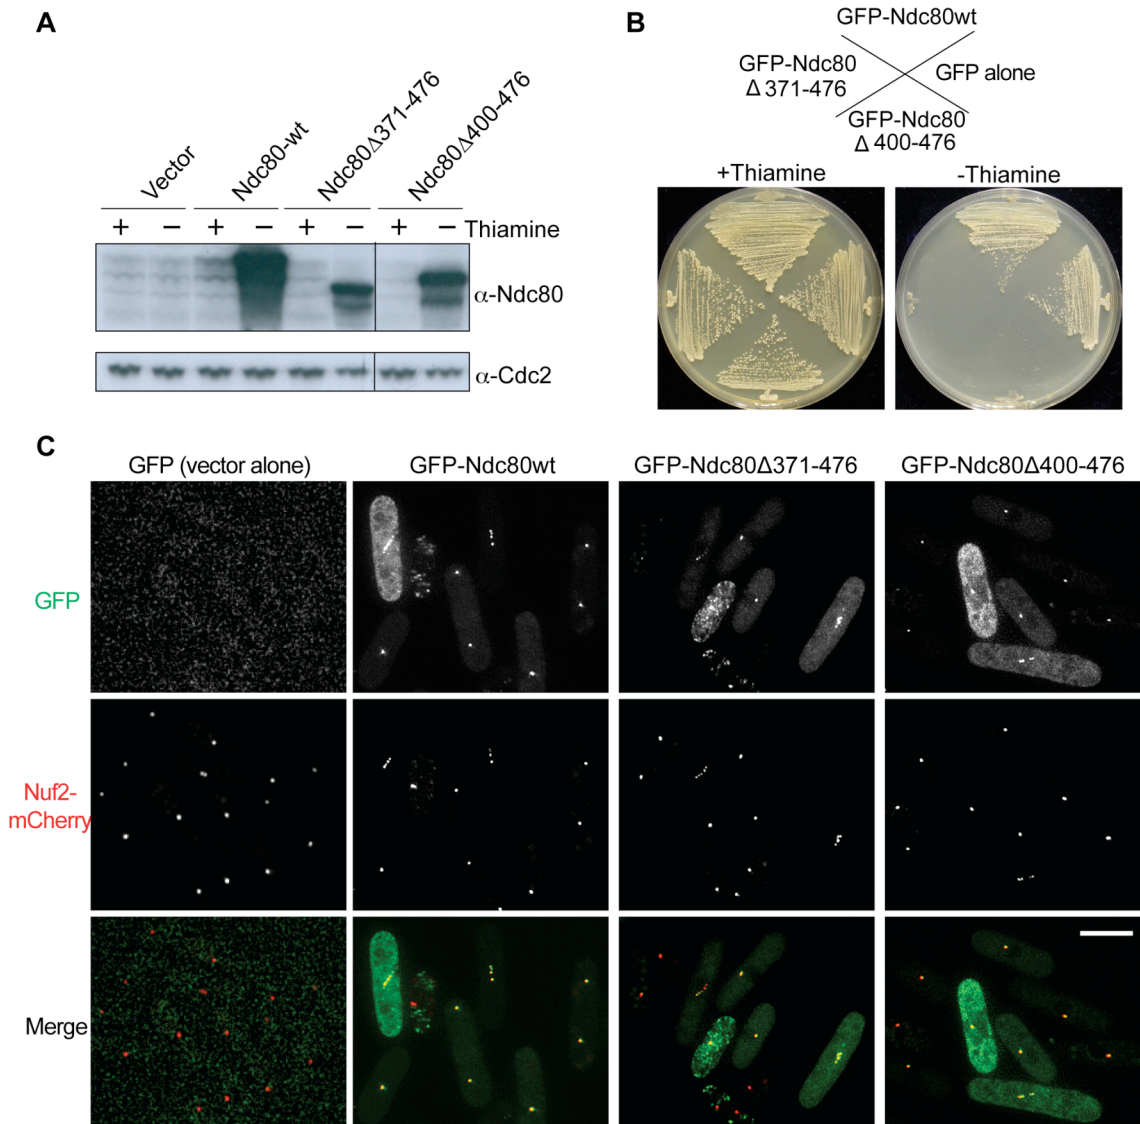 A
Vector
Ndc80-wt
Ndc80Δ371-476
Ndc80Δ400-476
+ − + − + − + − Thiamine
α-Ndc80
α-Cdc2
B
GFP-Ndc80wt
GFP-Ndc80
Δ 371-476
GFP alone
GFP-Ndc80
Δ 400-476
+Thiamine
-Thiamine
C
GFP (vector alone)
GFP-Ndc80wt
GFP-Ndc80Δ371-476
GFP-Ndc80Δ400-476
GFP
Nuf2-
mCherry
Merge